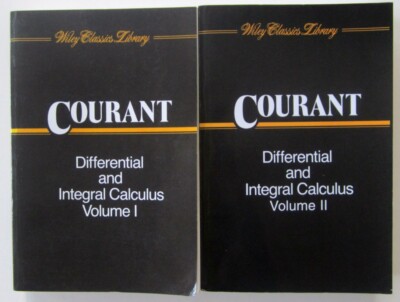 Wiley Classics Library
COURANT
Differential
and
Integral Calculus
Volume I
Wiley Classics Library
COURANT
Differential
and
Integral Calculus
Volume II